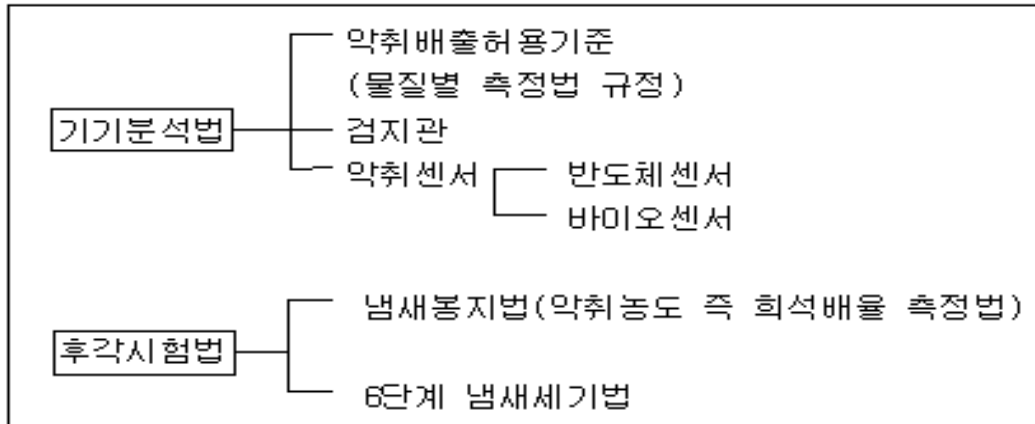 악취배출허용기준
(물질별 측정법 규정)
기기분석법
검지관
악취센서
반도체센서
바이오센서
냄새봉지법(악취농도 즉 희석배율 측정법)
후각시험법
6단계 냄새세기법